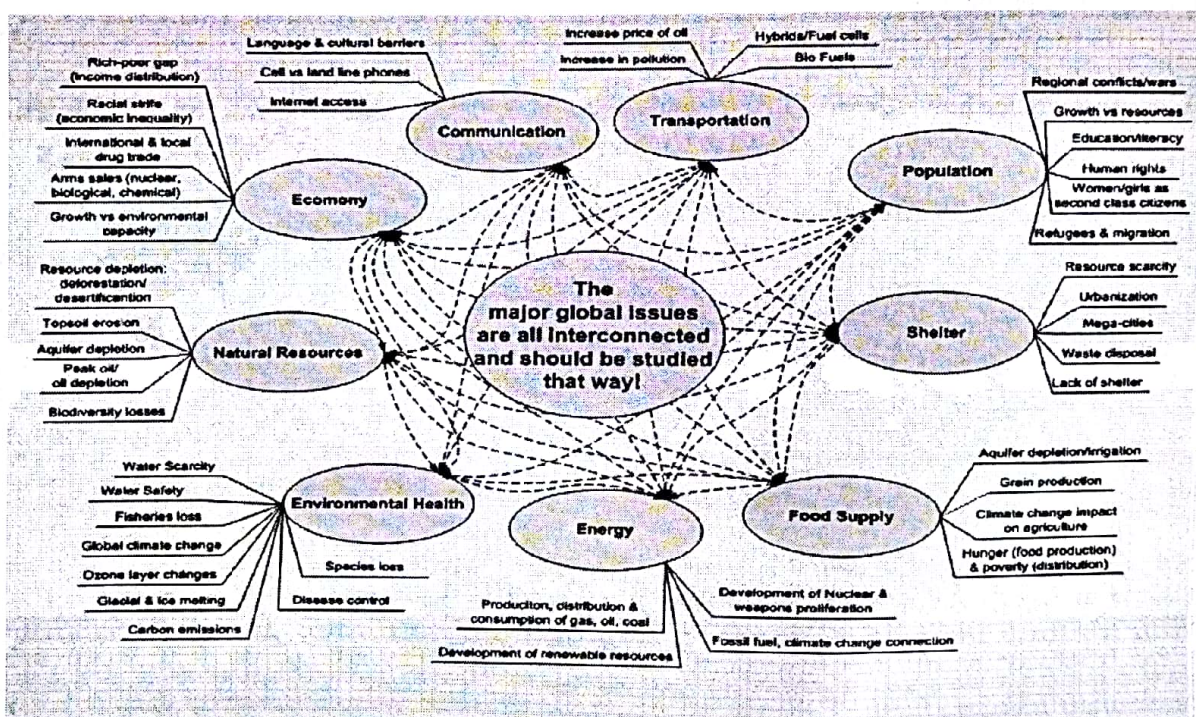 Language & cultural barriers
Cell vs land line phones
Internet access
Communication
Increase price of oil
Increase in pollution
Hybrids/Fuel cells
Bio Fuels
Transportation
Rich-poor gap
(income distribution)
Racial strife
(economic inequality)
International & local
drug trade
Arms sales (nuclear,
biological, chemical)
Growth vs environmental
capacity
Ecomony
Regional conflicts/wars
Growth vs resources
Education/literacy
Human rights
Women/girls as
second class citizens
Refugees & migration
Population
The
major global issues
are all interconnected
and should be studied
that way!
Resource depletion:
deforestation/
desertificantion
Topsoil erosion
Aquifer depletion
Peak oil/
oil depletion
Biodiversity losses
Natural Resources
Resource scarcity
Urbanization
Mega-cities
Waste disposal
Lack of shelter
Shelter
Water Scarcity
Water Safety
Fisheries loss
Global climate change
Ozone layer changes
Glacial & ice melting
Carbon emissions
Species loss
Disease control
Environmental Health
Energy
Produciton, distribution &
consumption of gas, oil, coal
Development of renewable resources
Development of Nuclear &
weapons proliferation
Fossil fuel, climate change connection
Food Supply
Aquifer depletion/irrigation
Grain production
Climate change impact
on agriculture
Hunger (food production)
& poverty (distribution)